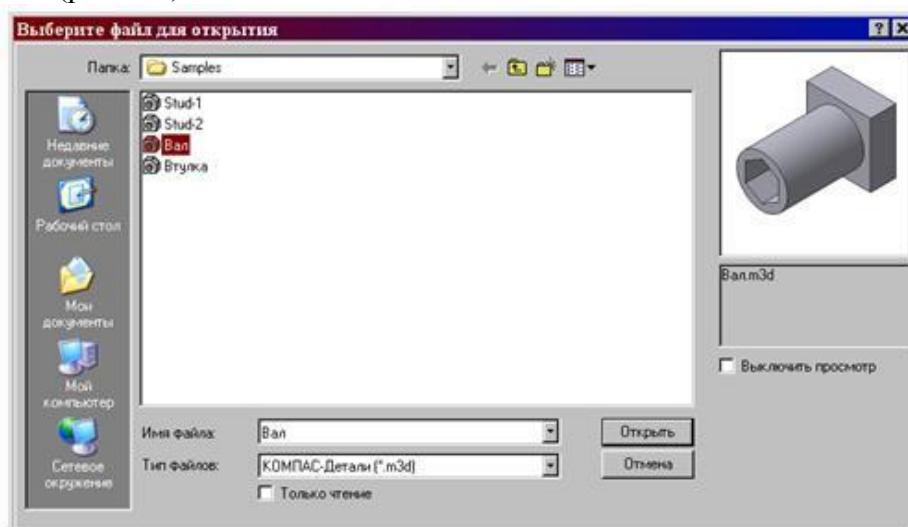 Выберите файл для открытия
Папка: Samples
Stud-1
Stud-2
Вал
Втулка
Недавние
документы
Рабочий стол
Мои
документы
Мой
компьютер
Сетевое
окружение
Вал.m3d
Выключить просмотр
Имя файла: Вал Открыть
Тип файлов: КОМПАС-Детали (*.m3d) Отмена
Только чтение